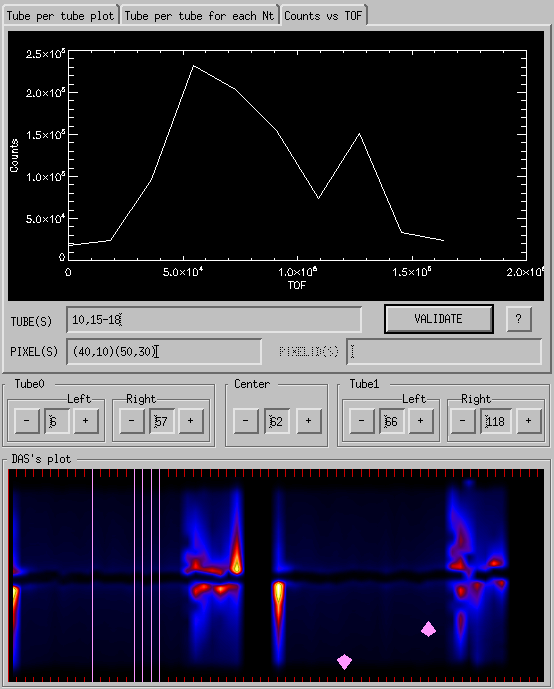 Tube per tube plot Tube per tube for each Nt Counts vs TOF
2.5×10⁵
2.0×10⁵
1.5×10⁵
1.0×10⁵
5.0×10⁴
0
Counts
0 5.0×10⁴ 1.0×10⁵ 1.5×10⁵ 2.0×10⁵
TOF
TUBE(S) 10,15-18 VALIDATE ?
PIXEL(S) (40,10)(50,30) PIXELID(S)
Tube0 Center Tube1
Left Right Left Right
- 6 + - 57 + - 62 + - 66 + - 118 +
DAS's plot